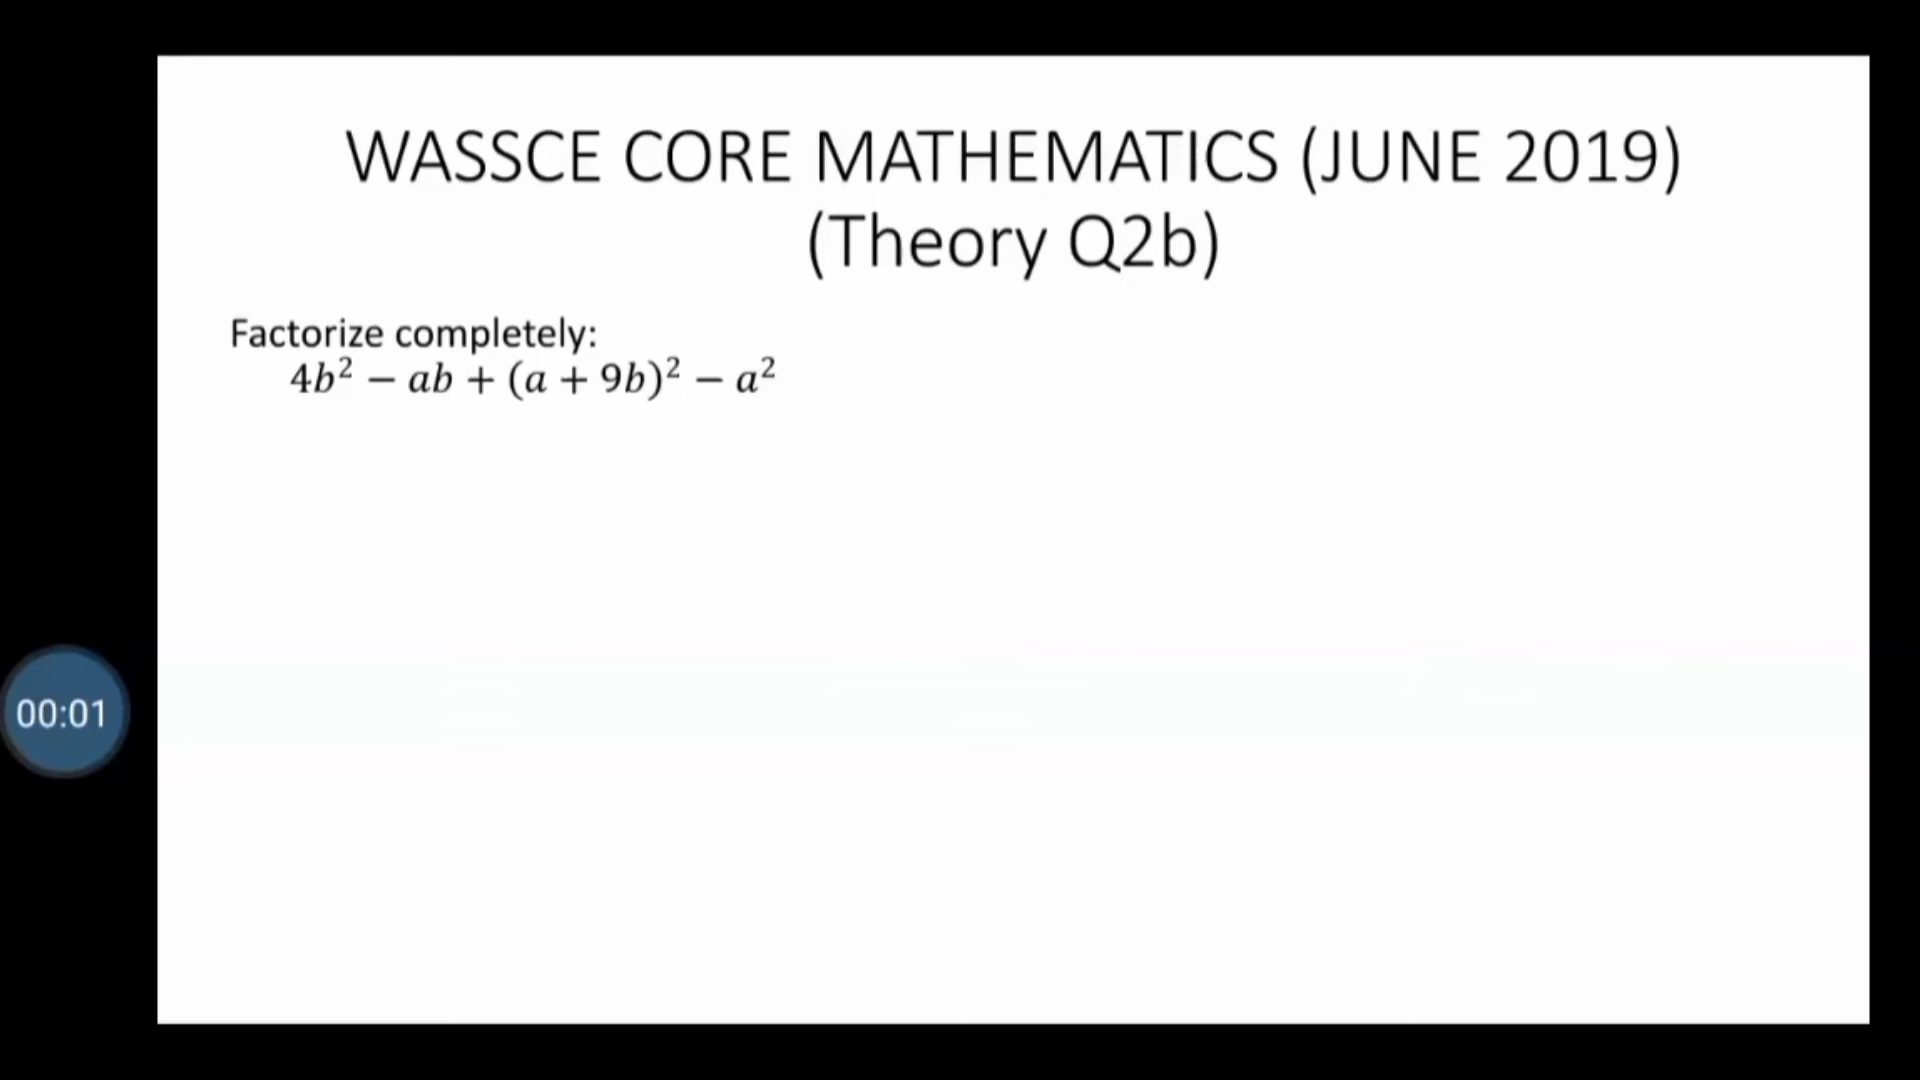 WASSCE CORE MATHEMATICS (JUNE 2019)
(Theory Q2b)
Factorize completely:
4b² − ab + (a + 9b)² − a²
00:01